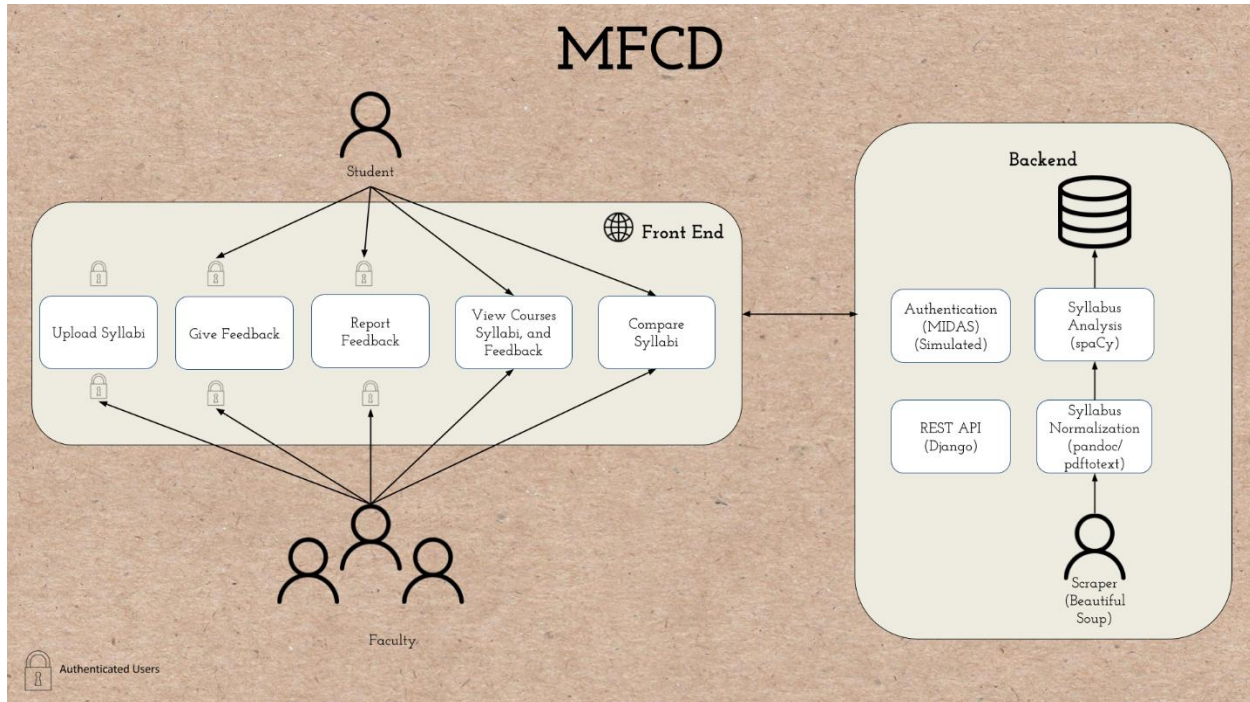 MFCD
Student
Front End
Upload Syllabi
Give Feedback
Report
Feedback
View Courses
Syllabi, and
Feedback
Compare
Syllabi
Faculty
Authenticated Users
Backend
Authentication
(MIDAS)
(Simulated)
Syllabus
Analysis
(spaCy)
REST API
(Django)
Syllabus
Normalization
(pandoc/
pdftotext)
Scraper
(Beautiful
Soup)